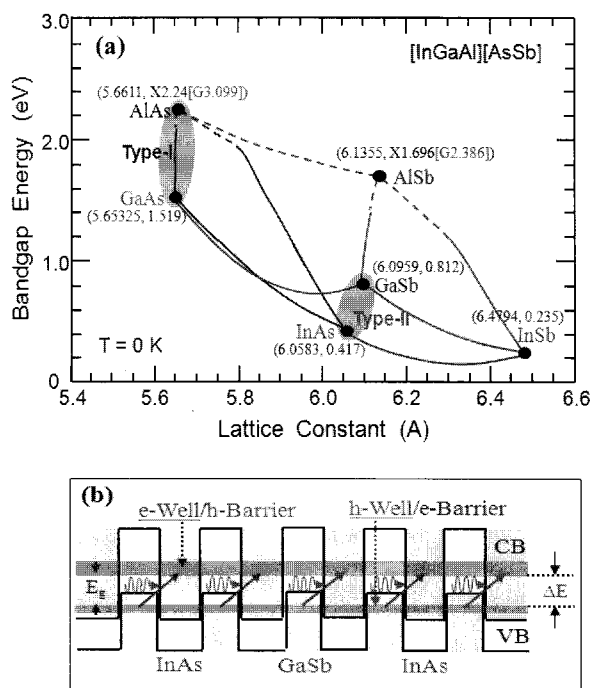 3.0
(a)
[InGaAl][AsSb]
(5.6611, X2.24[G3.099])
AlAs
2.0
(6.1355, X1.696[G2.386])
Type-I
AlSb
GaAs
(5.65325, 1.519)
1.0
(6.0959, 0.812)
GaSb
(6.4794, 0.235)
InAs
Type-II
InSb
T = 0 K
(6.0583, 0.417)
0
5.4 5.6 5.8 6.0 6.2 6.4 6.6
Bandgap Energy (eV)
Lattice Constant (A)
(b)
e-Well/h-Barrier
h-Well/e-Barrier
CB
ΔE
VB
InAs GaSb InAs